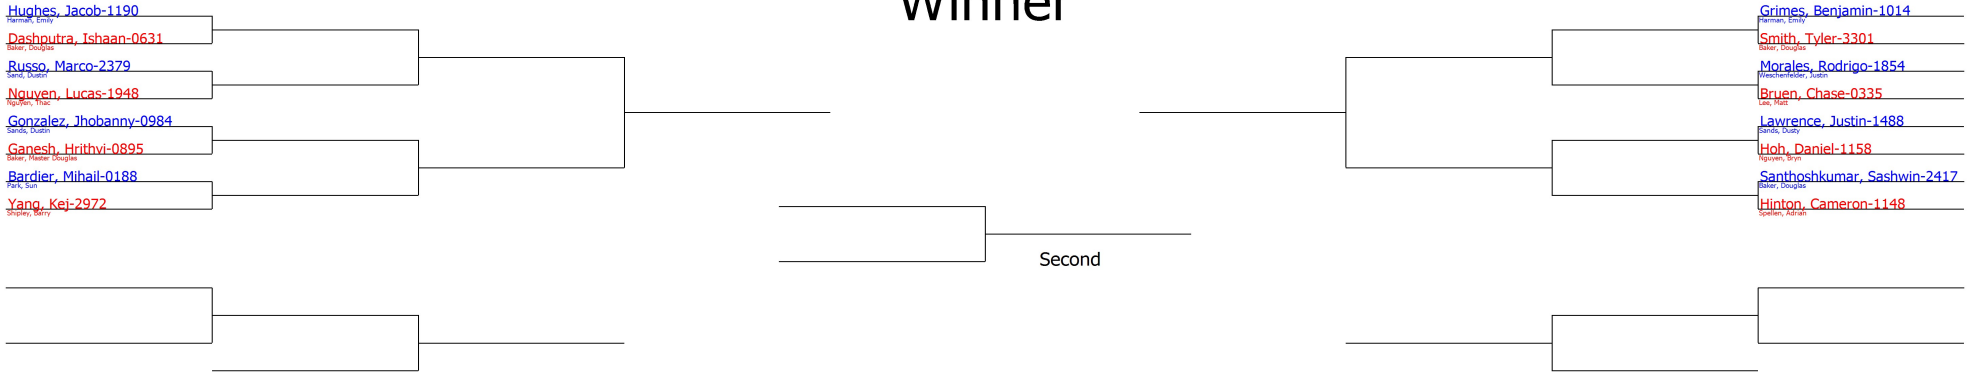 Winner
Hughes, Jacob-1190
Harman, Emily
Dashputra, Ishaan-0631
Baker, Douglas
Russo, Marco-2379
Sand, Dustin
Nguyen, Lucas-1948
Nguyen, Thac
Gonzalez, Jhobanny-0984
Sands, Dustin
Ganesh, Hrithvi-0895
Baker, Master Douglas
Bardier, Mihail-0188
Park, Sun
Yang, Kej-2972
Shipley, Barry
Second
Grimes, Benjamin-1014
Harman, Emily
Smith, Tyler-3301
Baker, Douglas
Morales, Rodrigo-1854
Weschenfelder, Justin
Bruen, Chase-0335
Lee, Matt
Lawrence, Justin-1488
Sands, Dusty
Hoh, Daniel-1158
Nguyen, Bryn
Santhoshkumar, Sashwin-2417
Baker, Douglas
Hinton, Cameron-1148
Spellen, Adrian